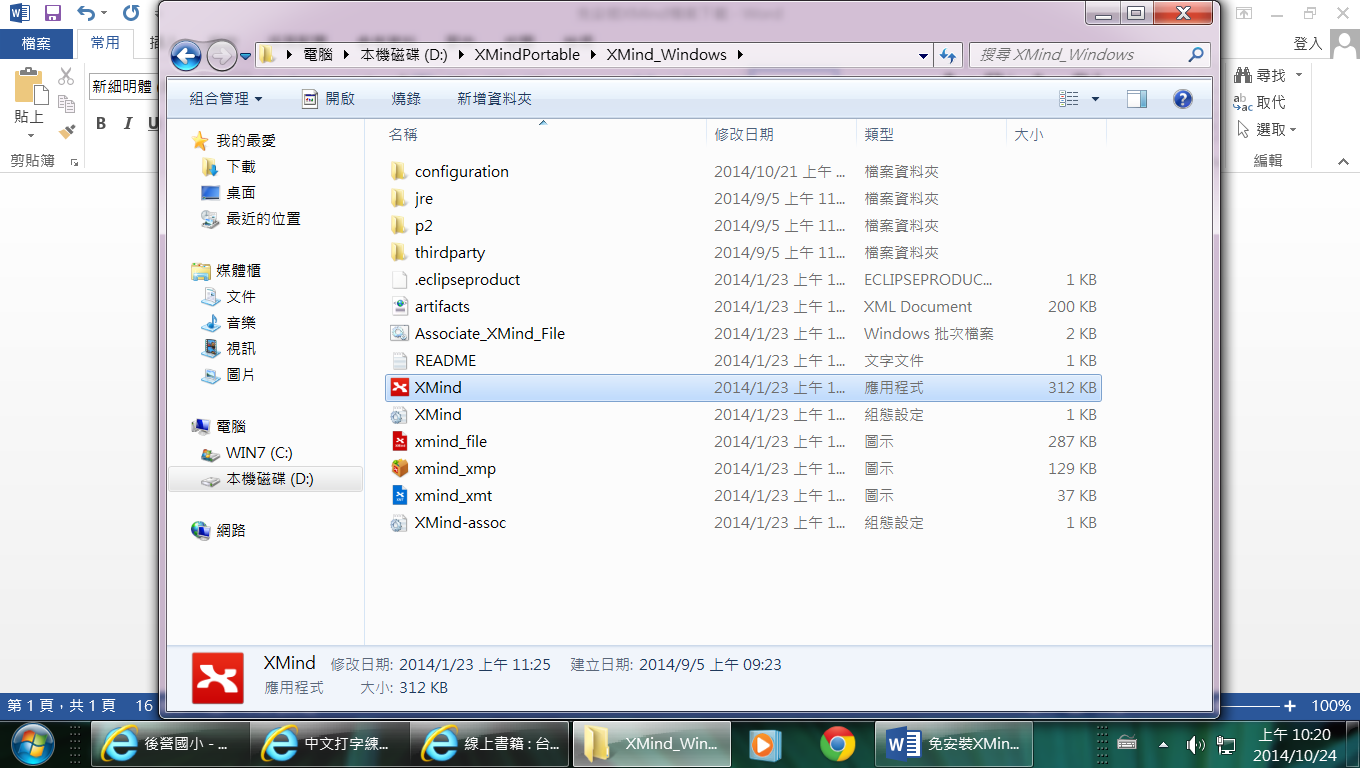 檔案
常用
登入
貼上
新細明體
B I U
剪貼簿
尋找
取代
選取
編輯
電腦 本機磁碟 (D:) XMindPortable XMind_Windows
搜尋 XMind_Windows
組合管理 開啟 燒錄 新增資料夾
我的最愛
下載
桌面
最近的位置
媒體櫃
文件
音樂
視訊
圖片
電腦
WIN7 (C:)
本機磁碟 (D:)
網路
名稱 修改日期 類型 大小
configuration 2014/10/21 上午 ... 檔案資料夾
jre 2014/9/5 上午 11... 檔案資料夾
p2 2014/9/5 上午 11... 檔案資料夾
thirdparty 2014/9/5 上午 11... 檔案資料夾
.eclipseproduct 2014/1/23 上午 1... ECLIPSEPRODUC... 1 KB
artifacts 2014/1/23 上午 1... XML Document 200 KB
Associate_XMind_File 2014/1/23 上午 1... Windows 批次檔案 2 KB
README 2014/1/23 上午 1... 文字文件 1 KB
XMind 2014/1/23 上午 1... 應用程式 312 KB
XMind 2014/1/23 上午 1... 組態設定 1 KB
xmind_file 2014/1/23 上午 1... 圖示 287 KB
xmind_xmp 2014/1/23 上午 1... 圖示 129 KB
xmind_xmt 2014/1/23 上午 1... 圖示 37 KB
XMind-assoc 2014/1/23 上午 1... 組態設定 1 KB
XMind 修改日期: 2014/1/23 上午 11:25 建立日期: 2014/9/5 上午 09:23
應用程式 大小: 312 KB
第 1 頁，共 1 頁 16
100%
後營國小 - ...
中文打字練...
線上書籍 : 台...
XMind_Win...
免安裝XMin...
上午 10:20
2014/10/24